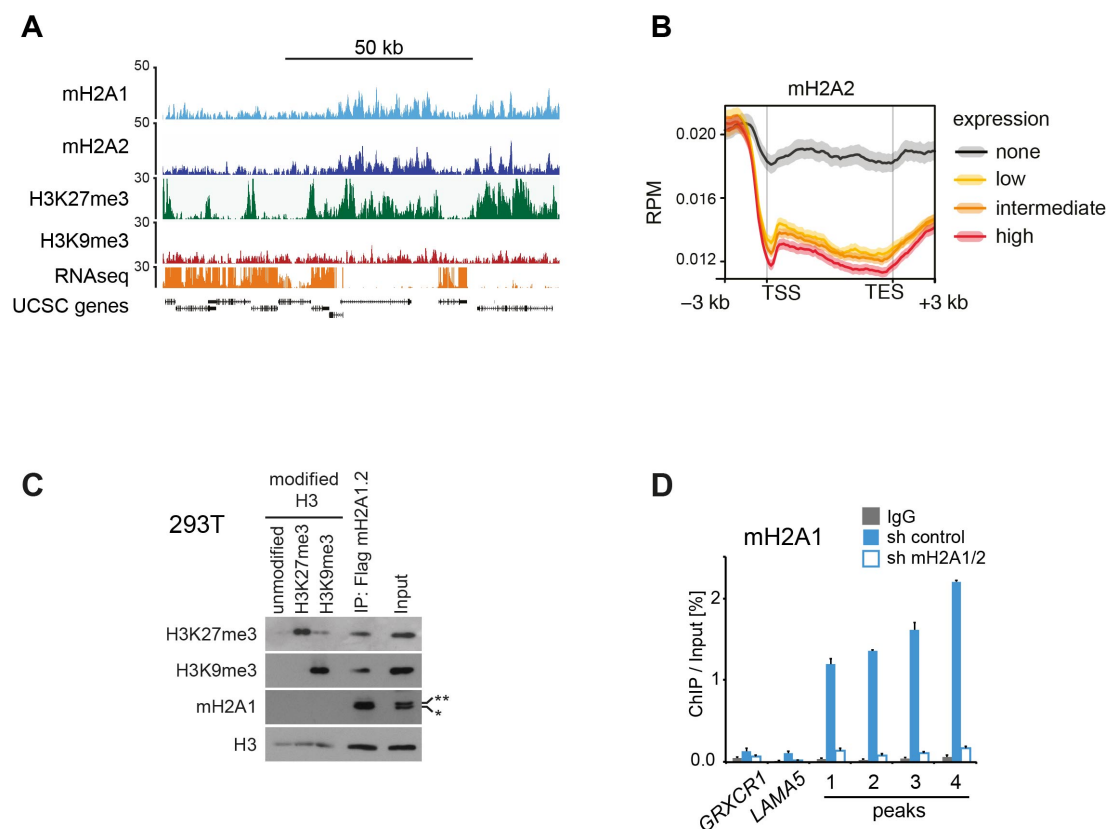 A
50 kb
50
mH2A1
50
mH2A2
30
H3K27me3
30
H3K9me3
30
RNAseq
UCSC genes
B
mH2A2
RPM
0.020
0.016
0.012
−3 kb
TSS
TES
+3 kb
expression
none
low
intermediate
high
C
293T
modified
H3
unmodified
H3K27me3
H3K9me3
IP: Flag mH2A1.2
Input
H3K27me3
H3K9me3
mH2A1
**
*
H3
D
mH2A1
IgG
sh control
sh mH2A1/2
ChIP / Input [%]
2
1
0.0
GRXCR1
LAMA5
1 2 3 4
peaks